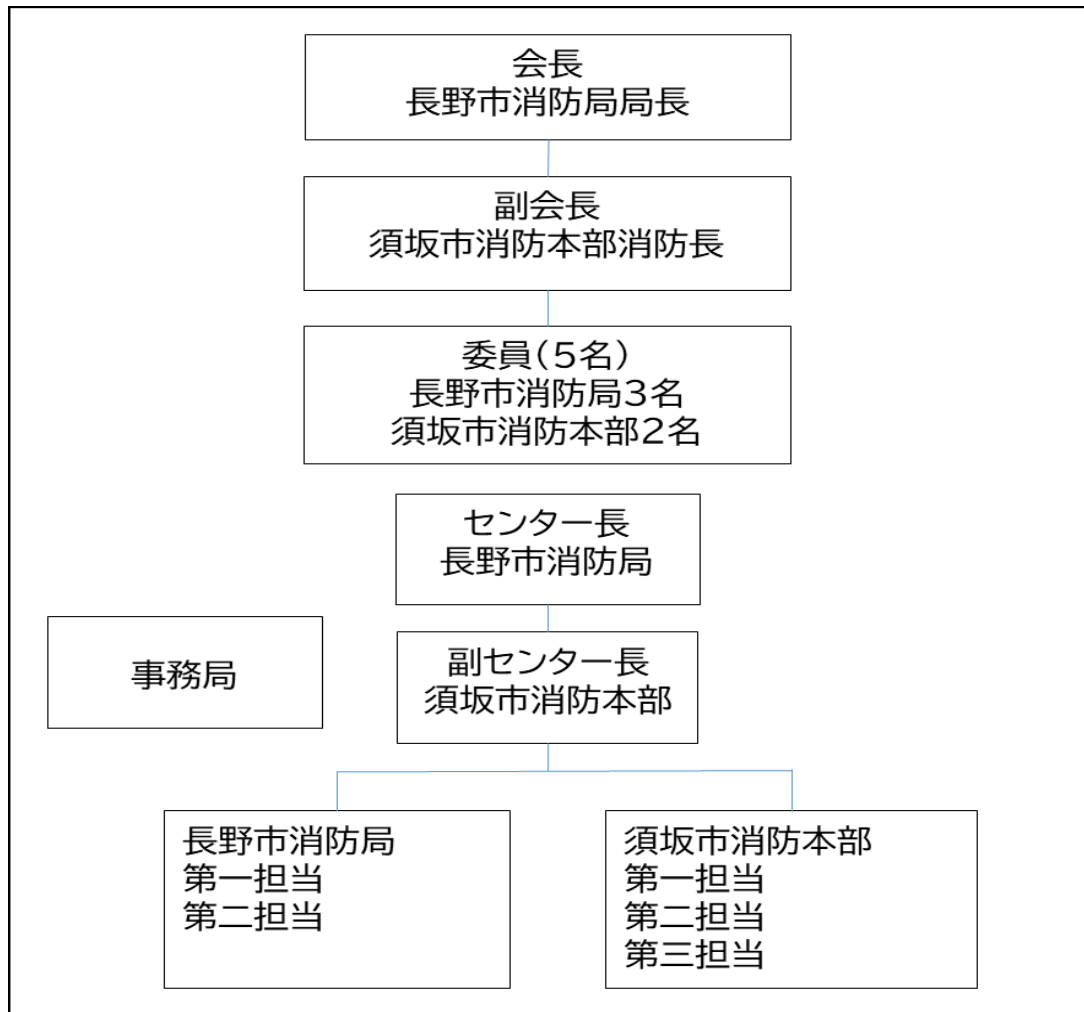 会長
長野市消防局局長
副会長
須坂市消防本部消防長
委員(5名)
長野市消防局3名
須坂市消防本部2名
センター長
長野市消防局
事務局
副センター長
須坂市消防本部
長野市消防局
第一担当
第二担当
須坂市消防本部
第一担当
第二担当
第三担当